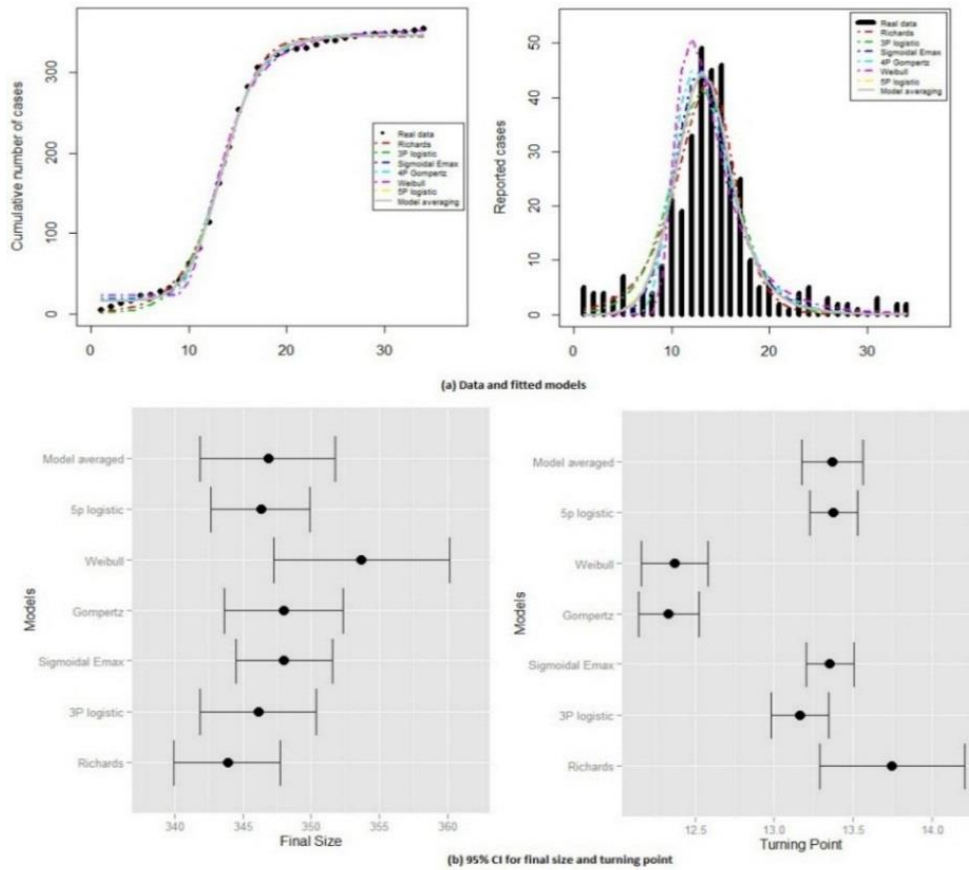 Cumulative number of cases
0 100 200 300
0 10 20 30
Real data
Richards
3P logistic
Sigmoidal Emax
4P Gompertz
Weibull
5P logistic
Model averaging
Reported cases
0 10 20 30 40 50
0 10 20 30
Real data
Richards
3P logistic
Sigmoidal Emax
4P Gompertz
Weibull
5P logistic
Model averaging
(a) Data and fitted models
Models
Model averaged
5p logistic
Weibull
Gompertz
Sigmoidal Emax
3P logistic
Richards
340 345 350 355 360
Final Size
Models
Model averaged
5p logistic
Weibull
Gompertz
Sigmoidal Emax
3P logistic
Richards
12.5 13.0 13.5 14.0
Turning Point
(b) 95% CI for final size and turning point